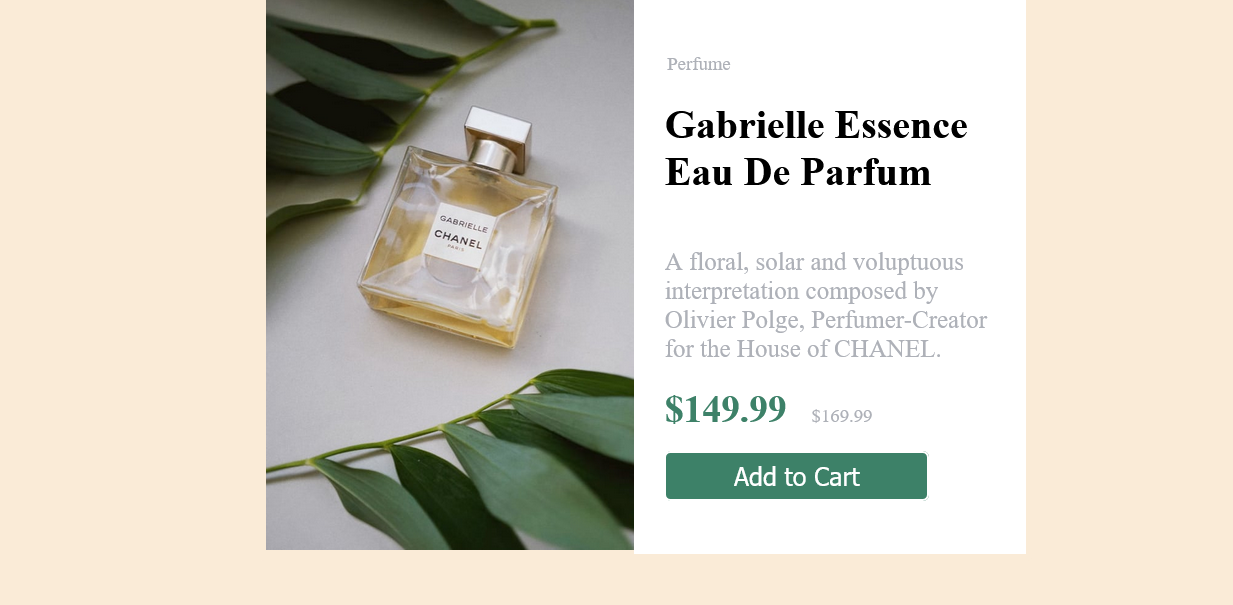 GABRIELLE
CHANEL
PARIS
Perfume
Gabrielle Essence
Eau De Parfum
A floral, solar and voluptuous
interpretation composed by
Olivier Polge, Perfumer-Creator
for the House of CHANEL.
$149.99 $169.99
Add to Cart